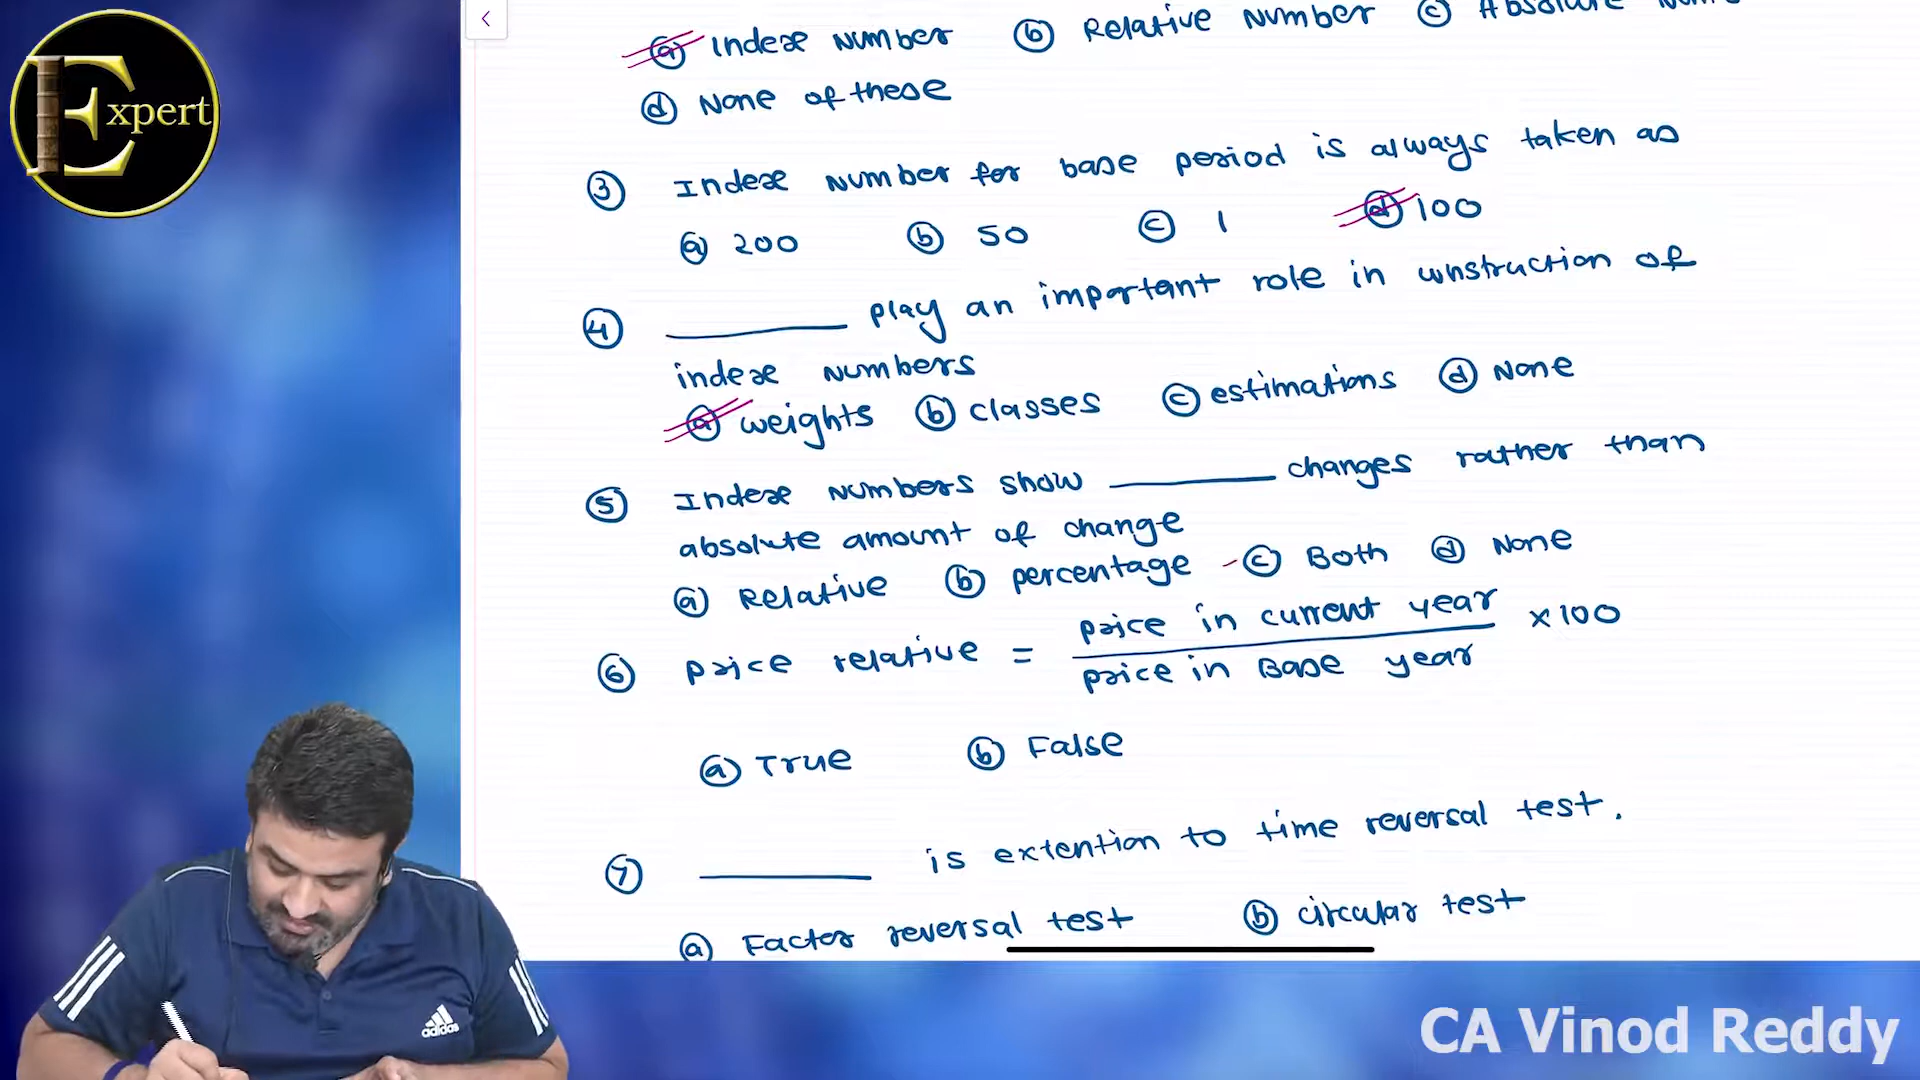 Expert
ⓐ Index Number ⓑ Relative Number ⓒ Absolute
ⓓ None of these
③ Index Number for base period is always taken as
ⓐ 200 ⓑ 50 ⓒ 1 ⓓ 100
④ ________ play an important role in construction of
index numbers
ⓐ weights ⓑ classes ⓒ estimations ⓓ None
⑤ Index numbers show ________ changes rather than
absolute amount of change
ⓐ Relative ⓑ percentage ⓒ Both ⓓ None
⑥ Price relative = price in current year / price in Base year ×100
ⓐ True ⓑ False
⑦ ________ is extention to time reversal test.
ⓐ Factor reversal test ⓑ circular test
adidas
CA Vinod Reddy